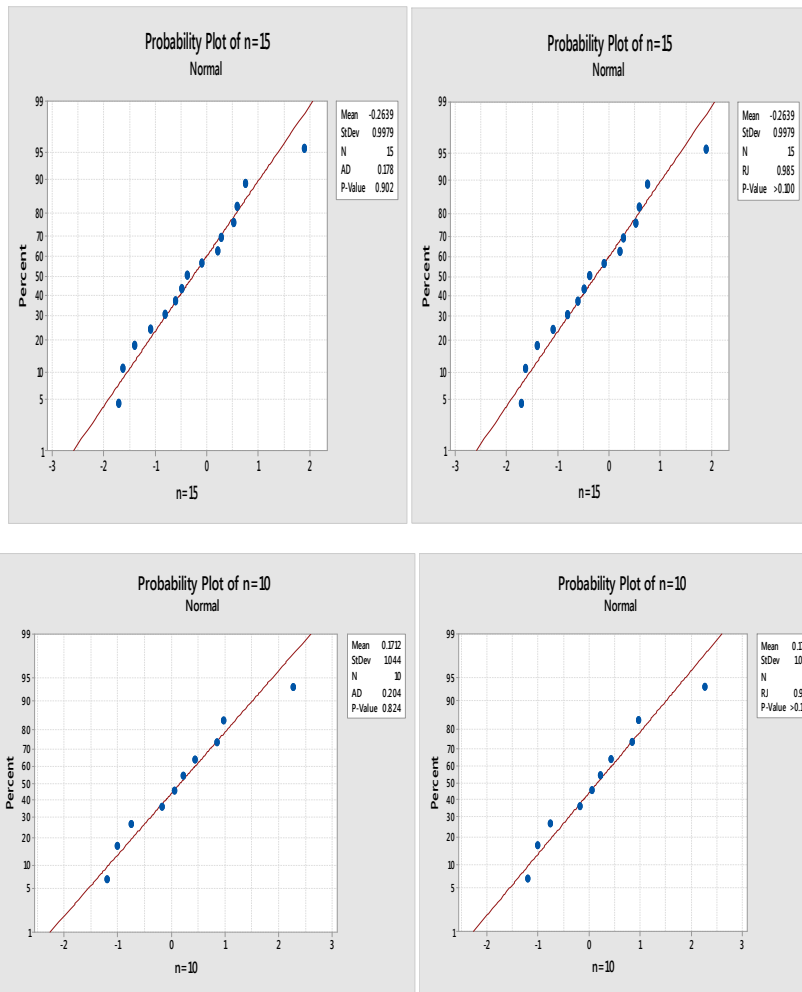 Probability Plot of n=15
Normal
99
95
90
80
70
60
50
40
30
20
10
5
1
Percent
-3 -2 -1 0 1 2
n=15
Mean -0.2639
StDev 0.9979
N 15
AD 0.178
P-Value 0.902
Probability Plot of n=15
Normal
99
95
90
80
70
60
50
40
30
20
10
5
1
Percent
-3 -2 -1 0 1 2
n=15
Mean -0.2639
StDev 0.9979
N 15
RJ 0.985
P-Value >0.100
Probability Plot of n=10
Normal
99
95
90
80
70
60
50
40
30
20
10
5
1
Percent
-2 -1 0 1 2 3
n=10
Mean 0.1712
StDev 1.044
N 10
AD 0.204
P-Value 0.824
Probability Plot of n=10
Normal
99
95
90
80
70
60
50
40
30
20
10
5
1
Percent
-2 -1 0 1 2 3
n=10
Mean
StDev
N
RJ
P-Value